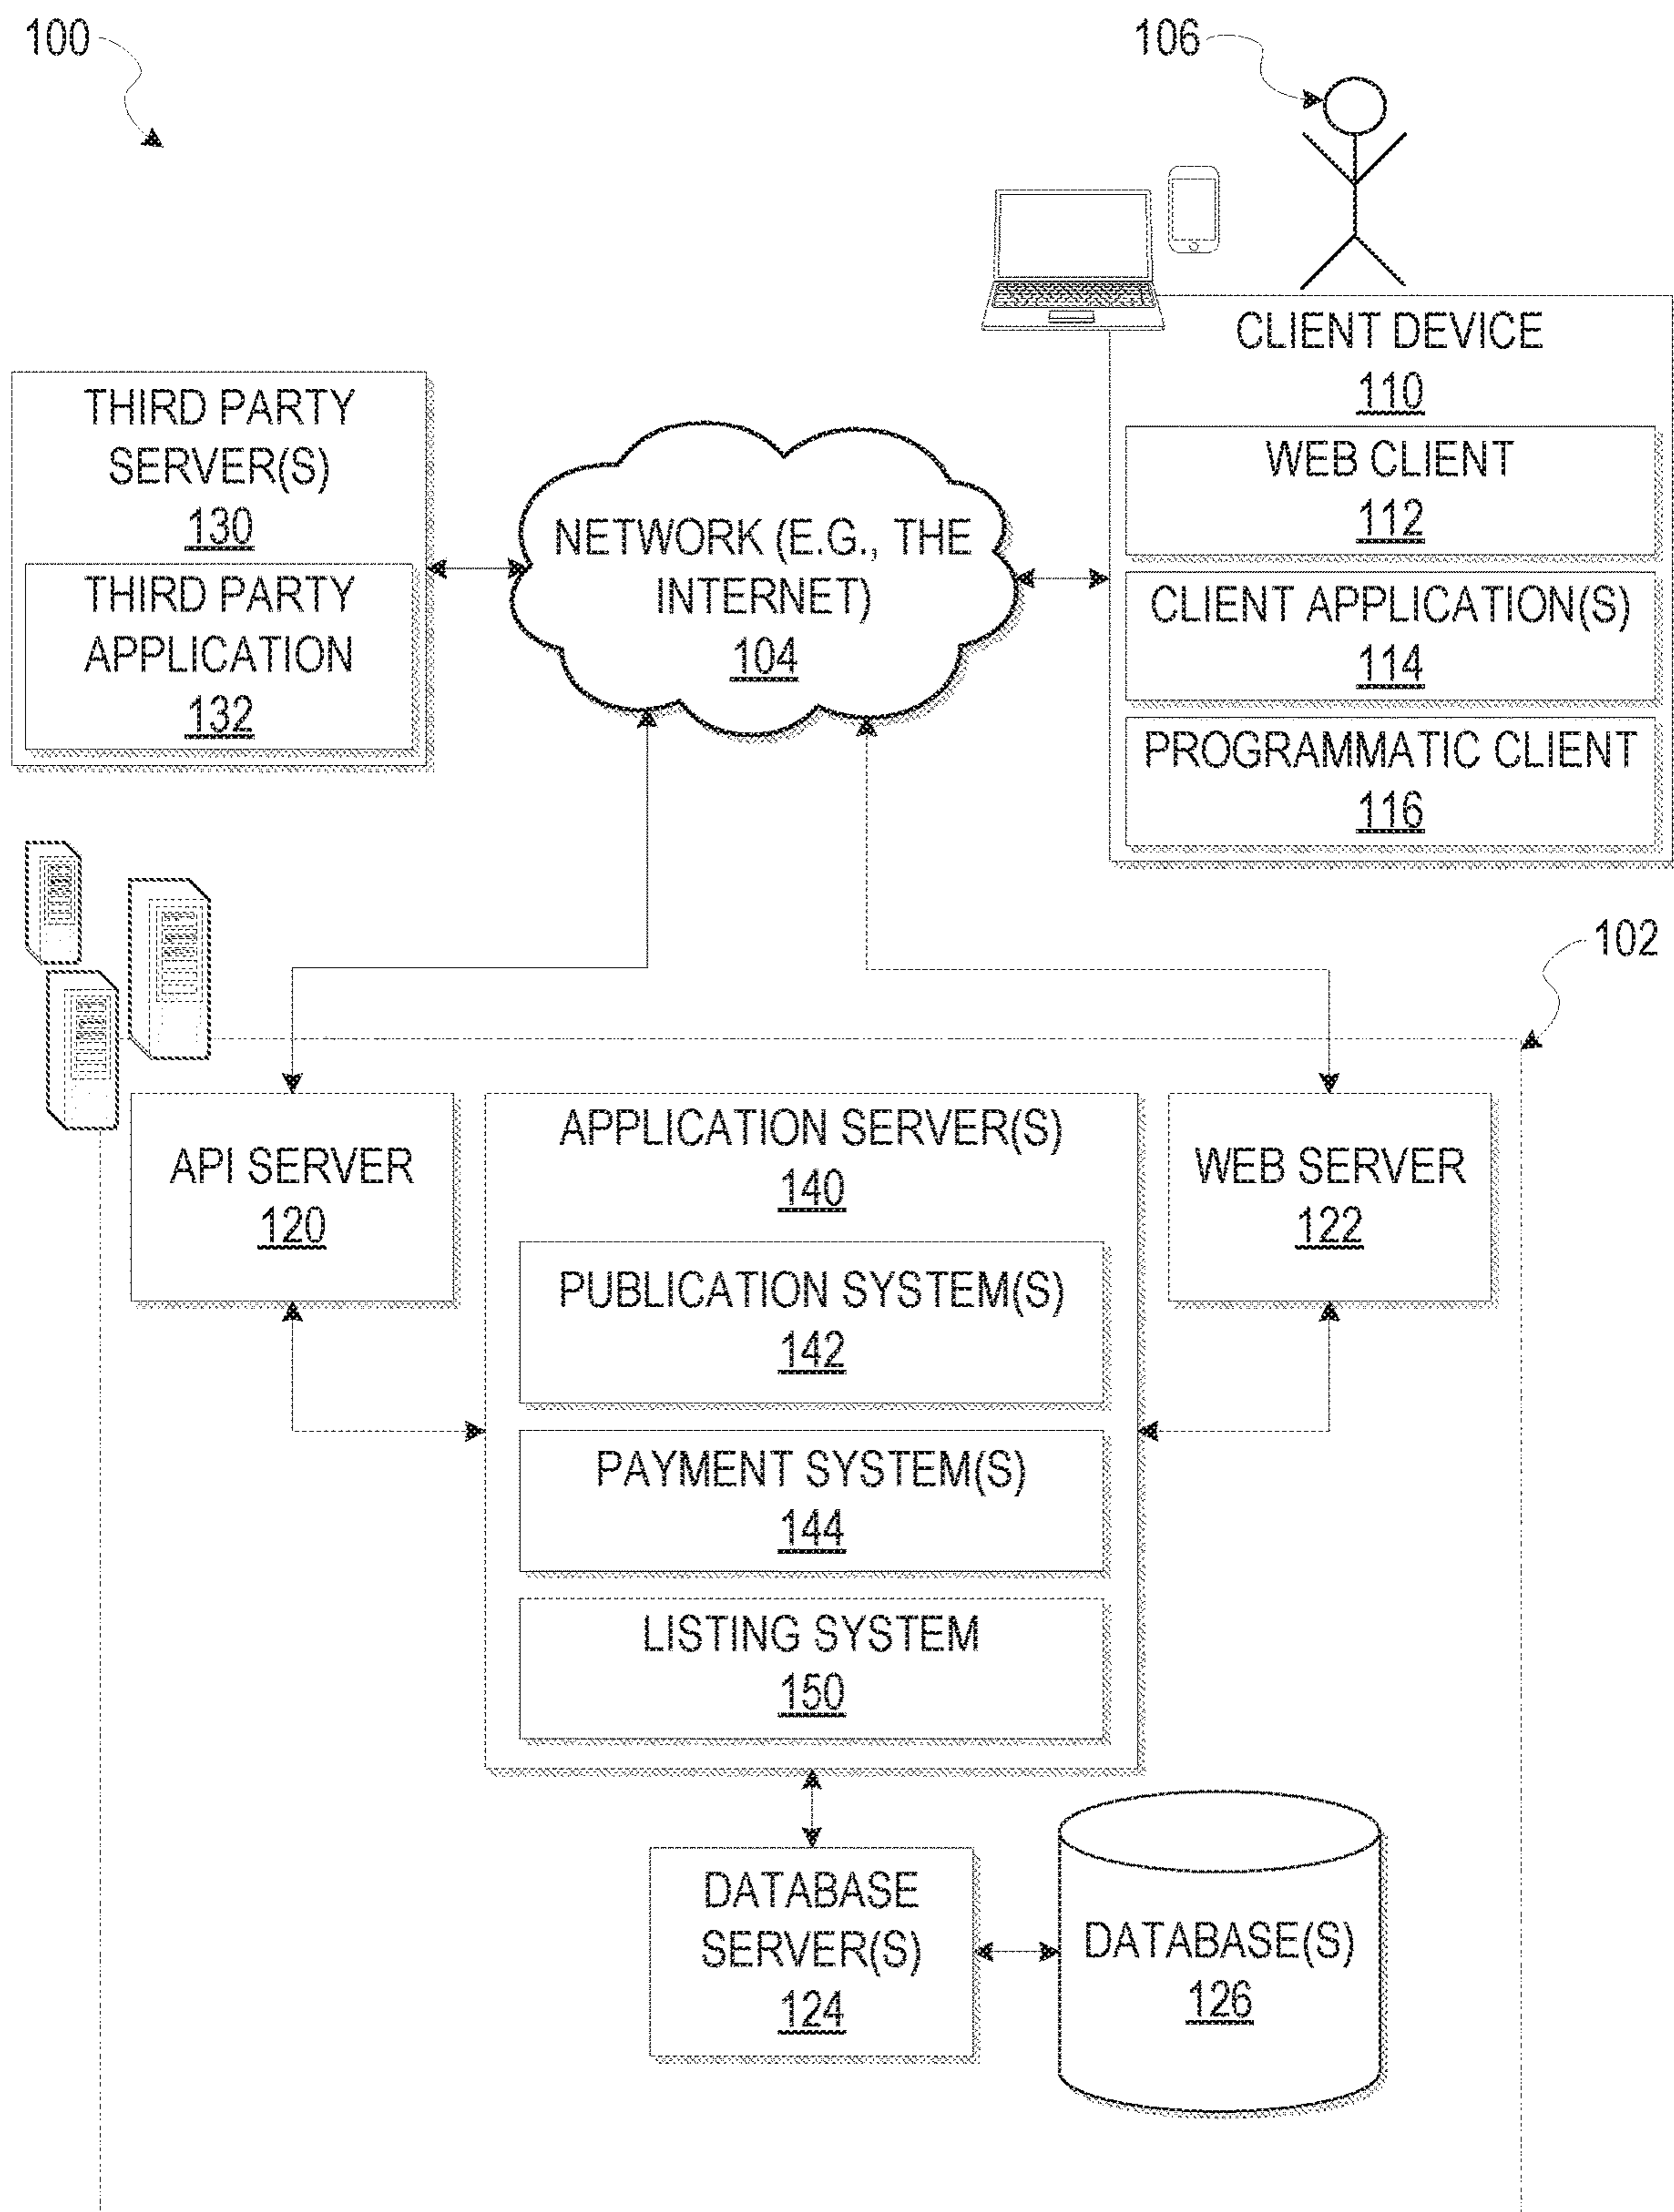 100
106
CLIENT DEVICE
110
WEB CLIENT
112
CLIENT APPLICATION(S)
114
PROGRAMMATIC CLIENT
116
THIRD PARTY
SERVER(S)
130
THIRD PARTY
APPLICATION
132
NETWORK (E.G., THE
INTERNET)
104
102
API SERVER
120
APPLICATION SERVER(S)
140
PUBLICATION SYSTEM(S)
142
PAYMENT SYSTEM(S)
144
LISTING SYSTEM
150
WEB SERVER
122
DATABASE
SERVER(S)
124
DATABASE(S)
126